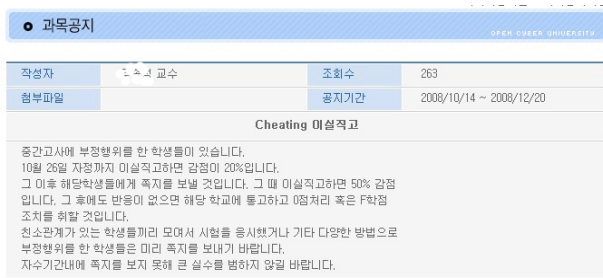 과목공지
OPEN CYBER UNIVERSITY
작성자 교수 조회수 263
첨부파일 공지기간 2008/10/14 ~ 2008/12/20
Cheating 이실직고
중간고사에 부정행위를 한 학생들이 있습니다.
10월 26일 자정까지 이실직고하면 감점이 20%입니다.
그 이후 해당학생들에게 쪽지를 보낼 것입니다. 그 때 이실직고하면 50% 감점
입니다. 그 후에도 반응이 없으면 해당 학교에 통고하고 0점처리 혹은 F학점
조치를 취할 것입니다.
친소관계가 있는 학생들끼리 모여서 시험을 응시했거나 기타 다양한 방법으로
부정행위를 한 학생은 미리 쪽지를 보내기 바랍니다.
자수기간내에 쪽지를 보지 못해 큰 실수를 범하지 않길 바랍니다.